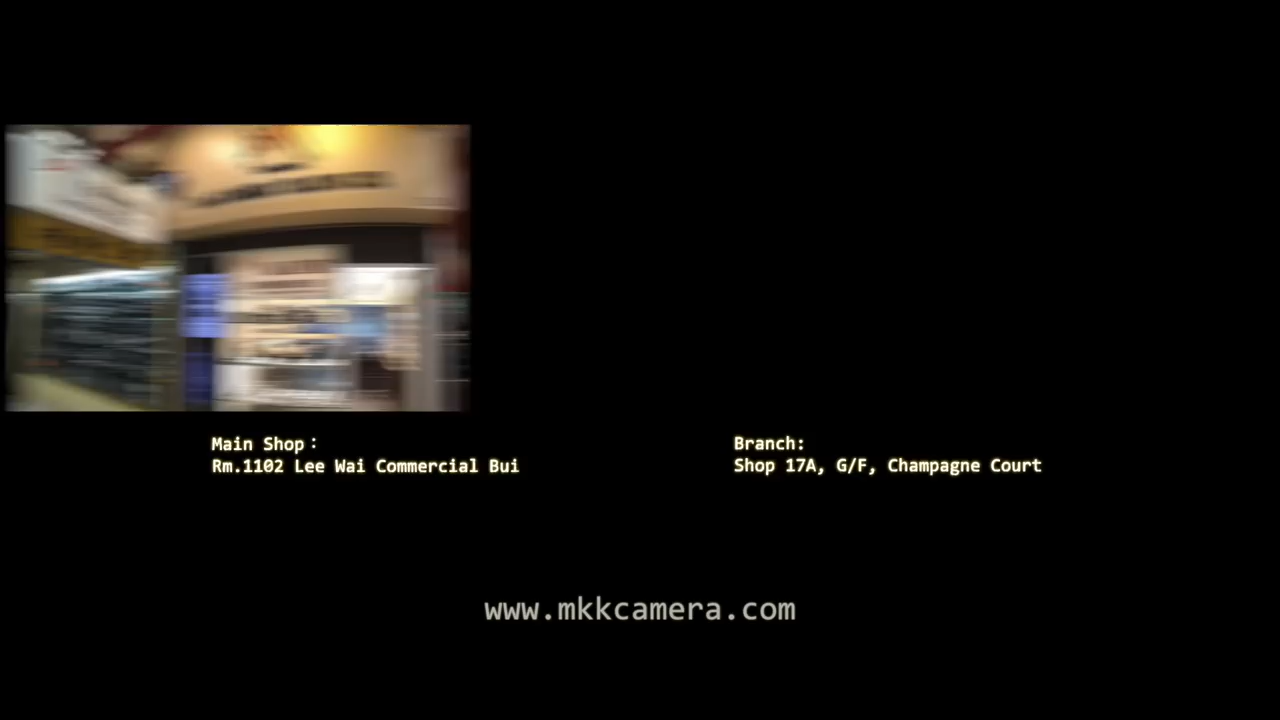 Main Shop：
Rm.1102 Lee Wai Commercial Bui
Branch:
Shop 17A, G/F, Champagne Court
www.mkkcamera.com